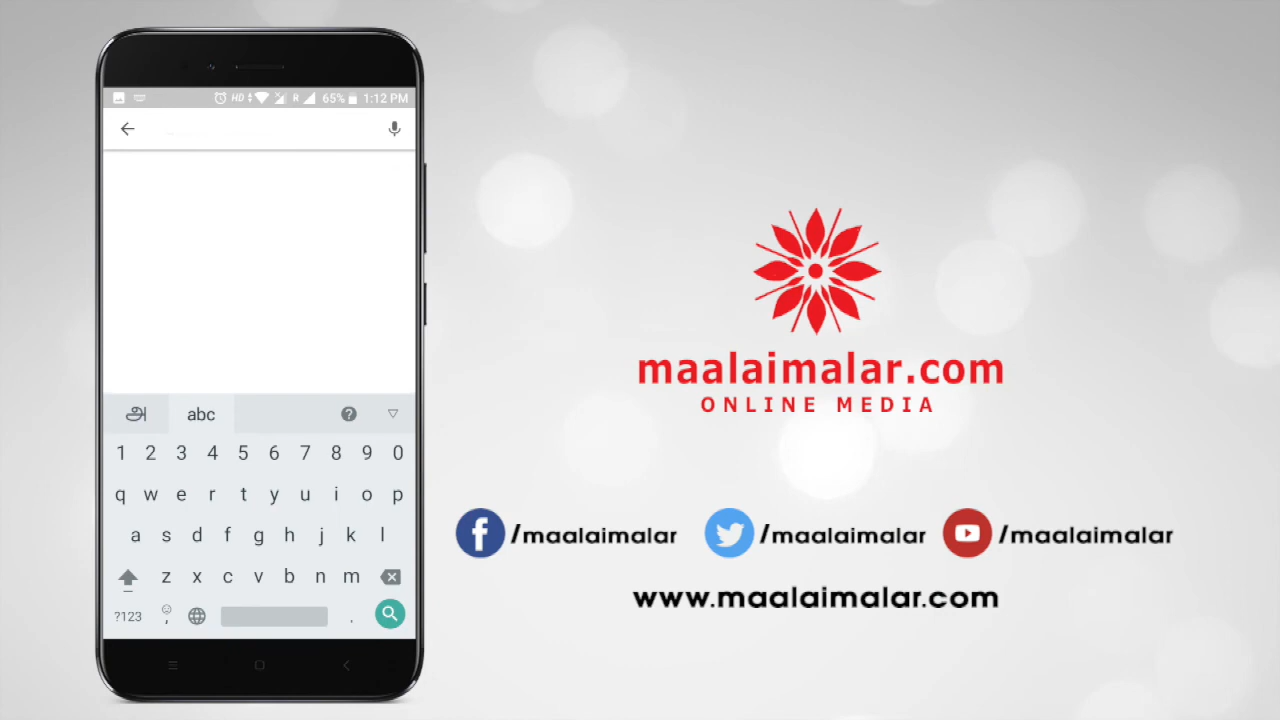 HD R 65% 1:12 PM
அ abc ?
1 2 3 4 5 6 7 8 9 0
q w e r t y u i o p
a s d f g h j k l
z x c v b n m
?123 , .
maalaimalar.com
ONLINE MEDIA
/maalaimalar /maalaimalar /maalaimalar
www.maalaimalar.com